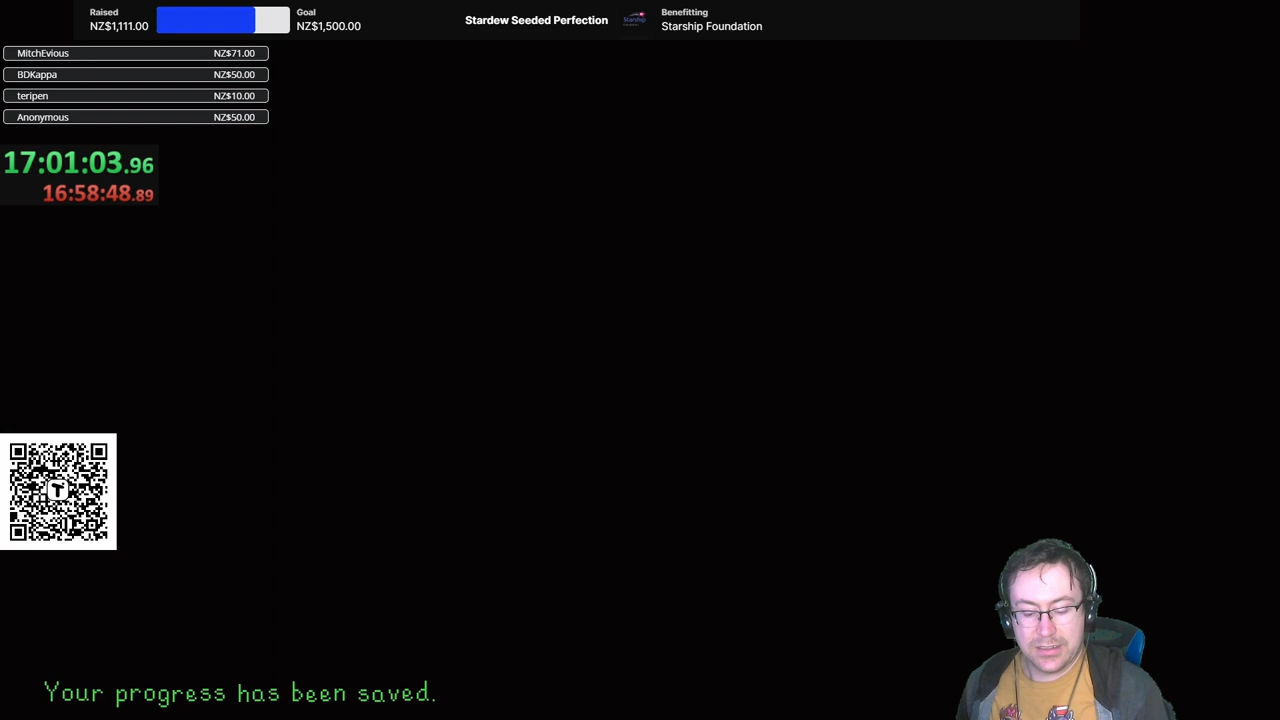 Raised
NZ$1,111.00
Goal
NZ$1,500.00
Stardew Seeded Perfection
Starship
Benefitting
Starship Foundation
MitchEvious NZ$71.00
BDKappa NZ$50.00
teripen NZ$10.00
Anonymous NZ$50.00
17:01:03.96
16:58:48.89
T
Your progress has been saved.